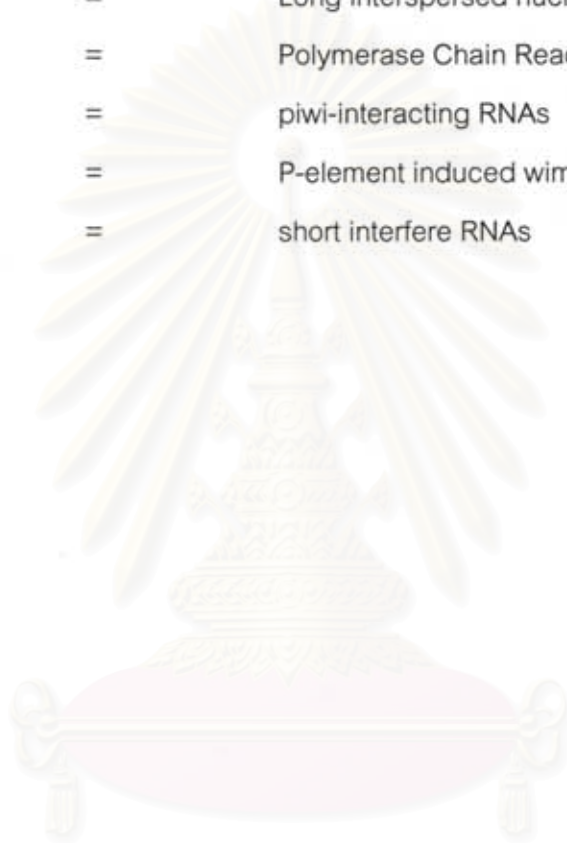 = Long interspersed
= Polymerase Chain
= piwi-interacting RNAs
= P-element induced
= short interfere RNAs